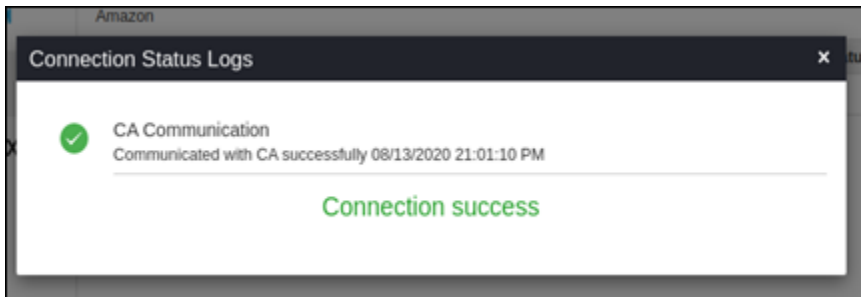 Amazon
Connection Status Logs ×
tu
CA Communication
Communicated with CA successfully 08/13/2020 21:01:10 PM
Connection success